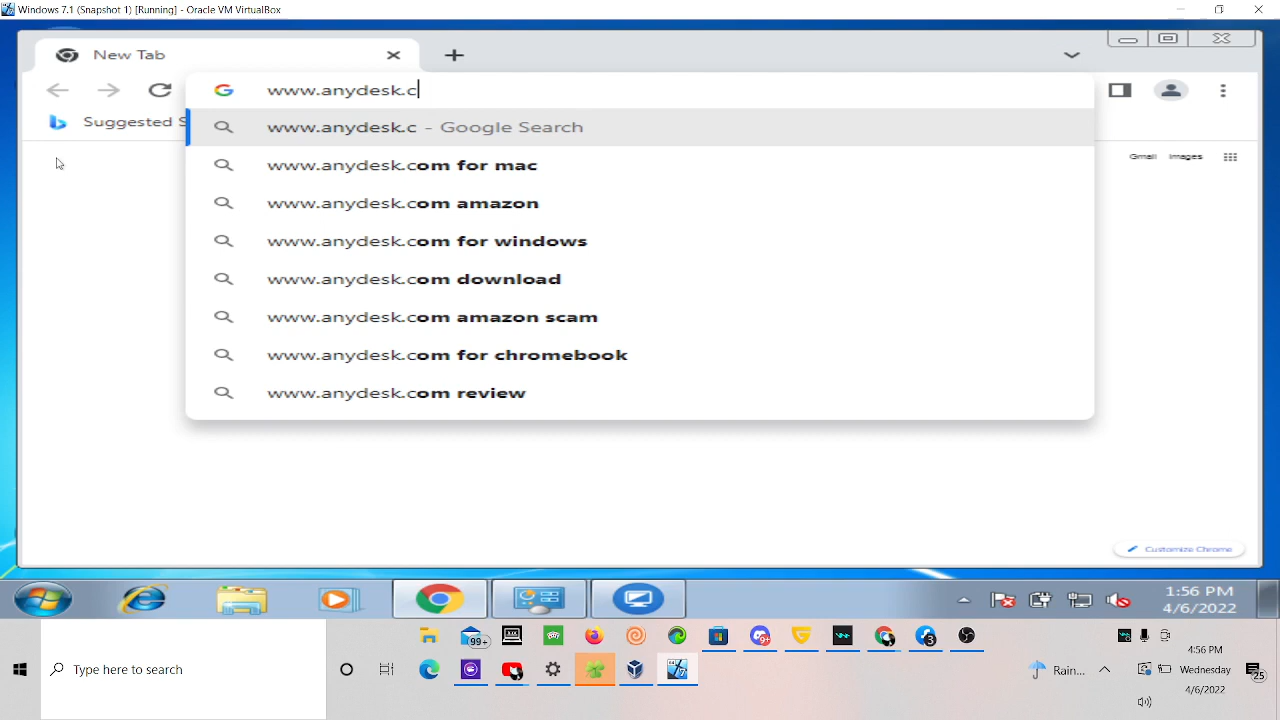 Windows 7.1 (Snapshot 1) [Running] - Oracle VM VirtualBox
New Tab
www.anydesk.c
Suggested S
www.anydesk.c - Google Search
www.anydesk.com for mac
www.anydesk.com amazon
www.anydesk.com for windows
www.anydesk.com download
www.anydesk.com amazon scam
www.anydesk.com for chromebook
www.anydesk.com review
Gmail Images
Customize Chrome
1:56 PM
4/6/2022
99+
3
Type here to search
Rain...
4:56 PM
Wednesday
4/6/2022
25